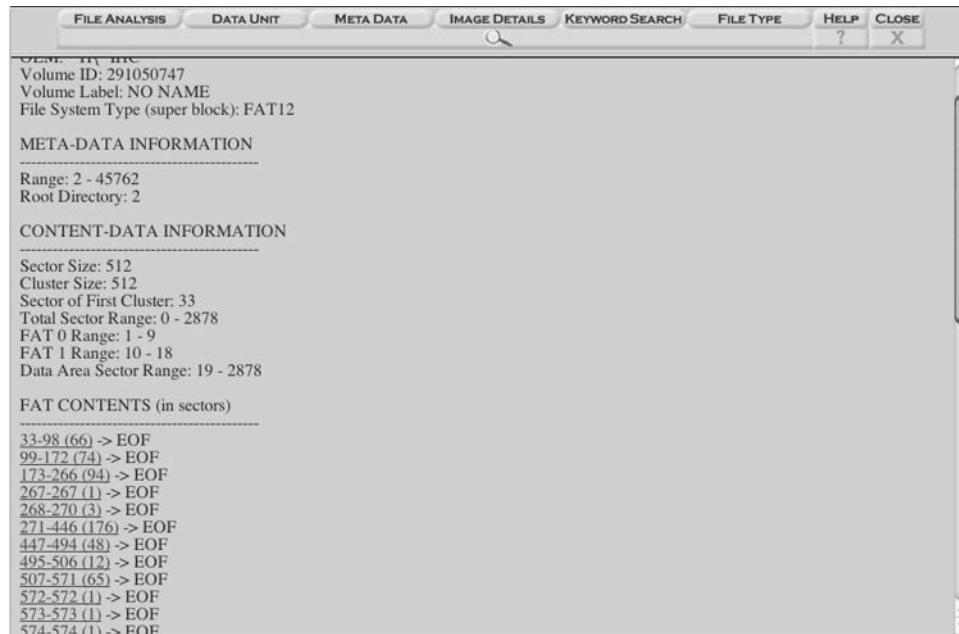 FILE ANALYSIS DATA UNIT META DATA IMAGE DETAILS KEYWORD SEARCH FILE TYPE HELP CLOSE
? X
Volume ID: 291050747
Volume Label: NO NAME
File System Type (super block): FAT12
META-DATA INFORMATION
--------------------------------------------
Range: 2 - 45762
Root Directory: 2
CONTENT-DATA INFORMATION
--------------------------------------------
Sector Size: 512
Cluster Size: 512
Sector of First Cluster: 33
Total Sector Range: 0 - 2878
FAT 0 Range: 1 - 9
FAT 1 Range: 10 - 18
Data Area Sector Range: 19 - 2878
FAT CONTENTS (in sectors)
--------------------------------------------
33-98 (66) -> EOF
99-172 (74) -> EOF
173-266 (94) -> EOF
267-267 (1) -> EOF
268-270 (3) -> EOF
271-446 (176) -> EOF
447-494 (48) -> EOF
495-506 (12) -> EOF
507-571 (65) -> EOF
572-572 (1) -> EOF
573-573 (1) -> EOF
574-574 (1) -> EOF